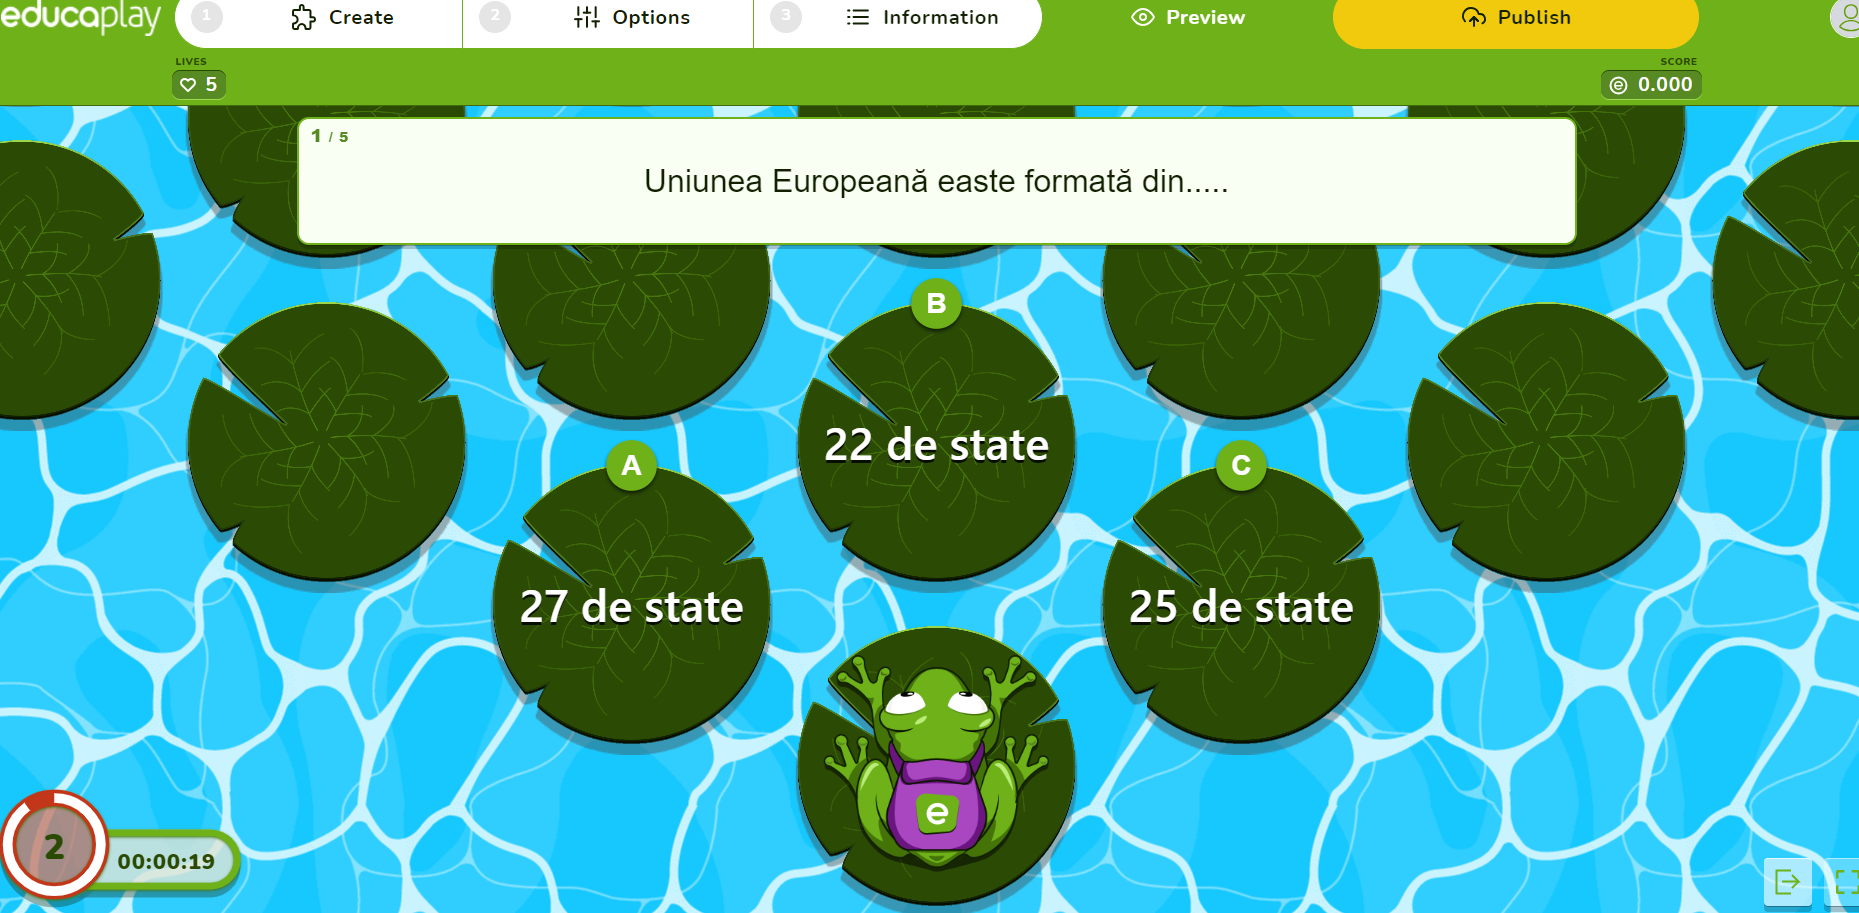 educaplay
1 Create
2 Options
3 Information
Preview
Publish
LIVES
5
SCORE
0.000
1 / 5
Uniunea Europeană easte formată din.....
B
22 de state
A
27 de state
C
25 de state
e
2
00:00:19